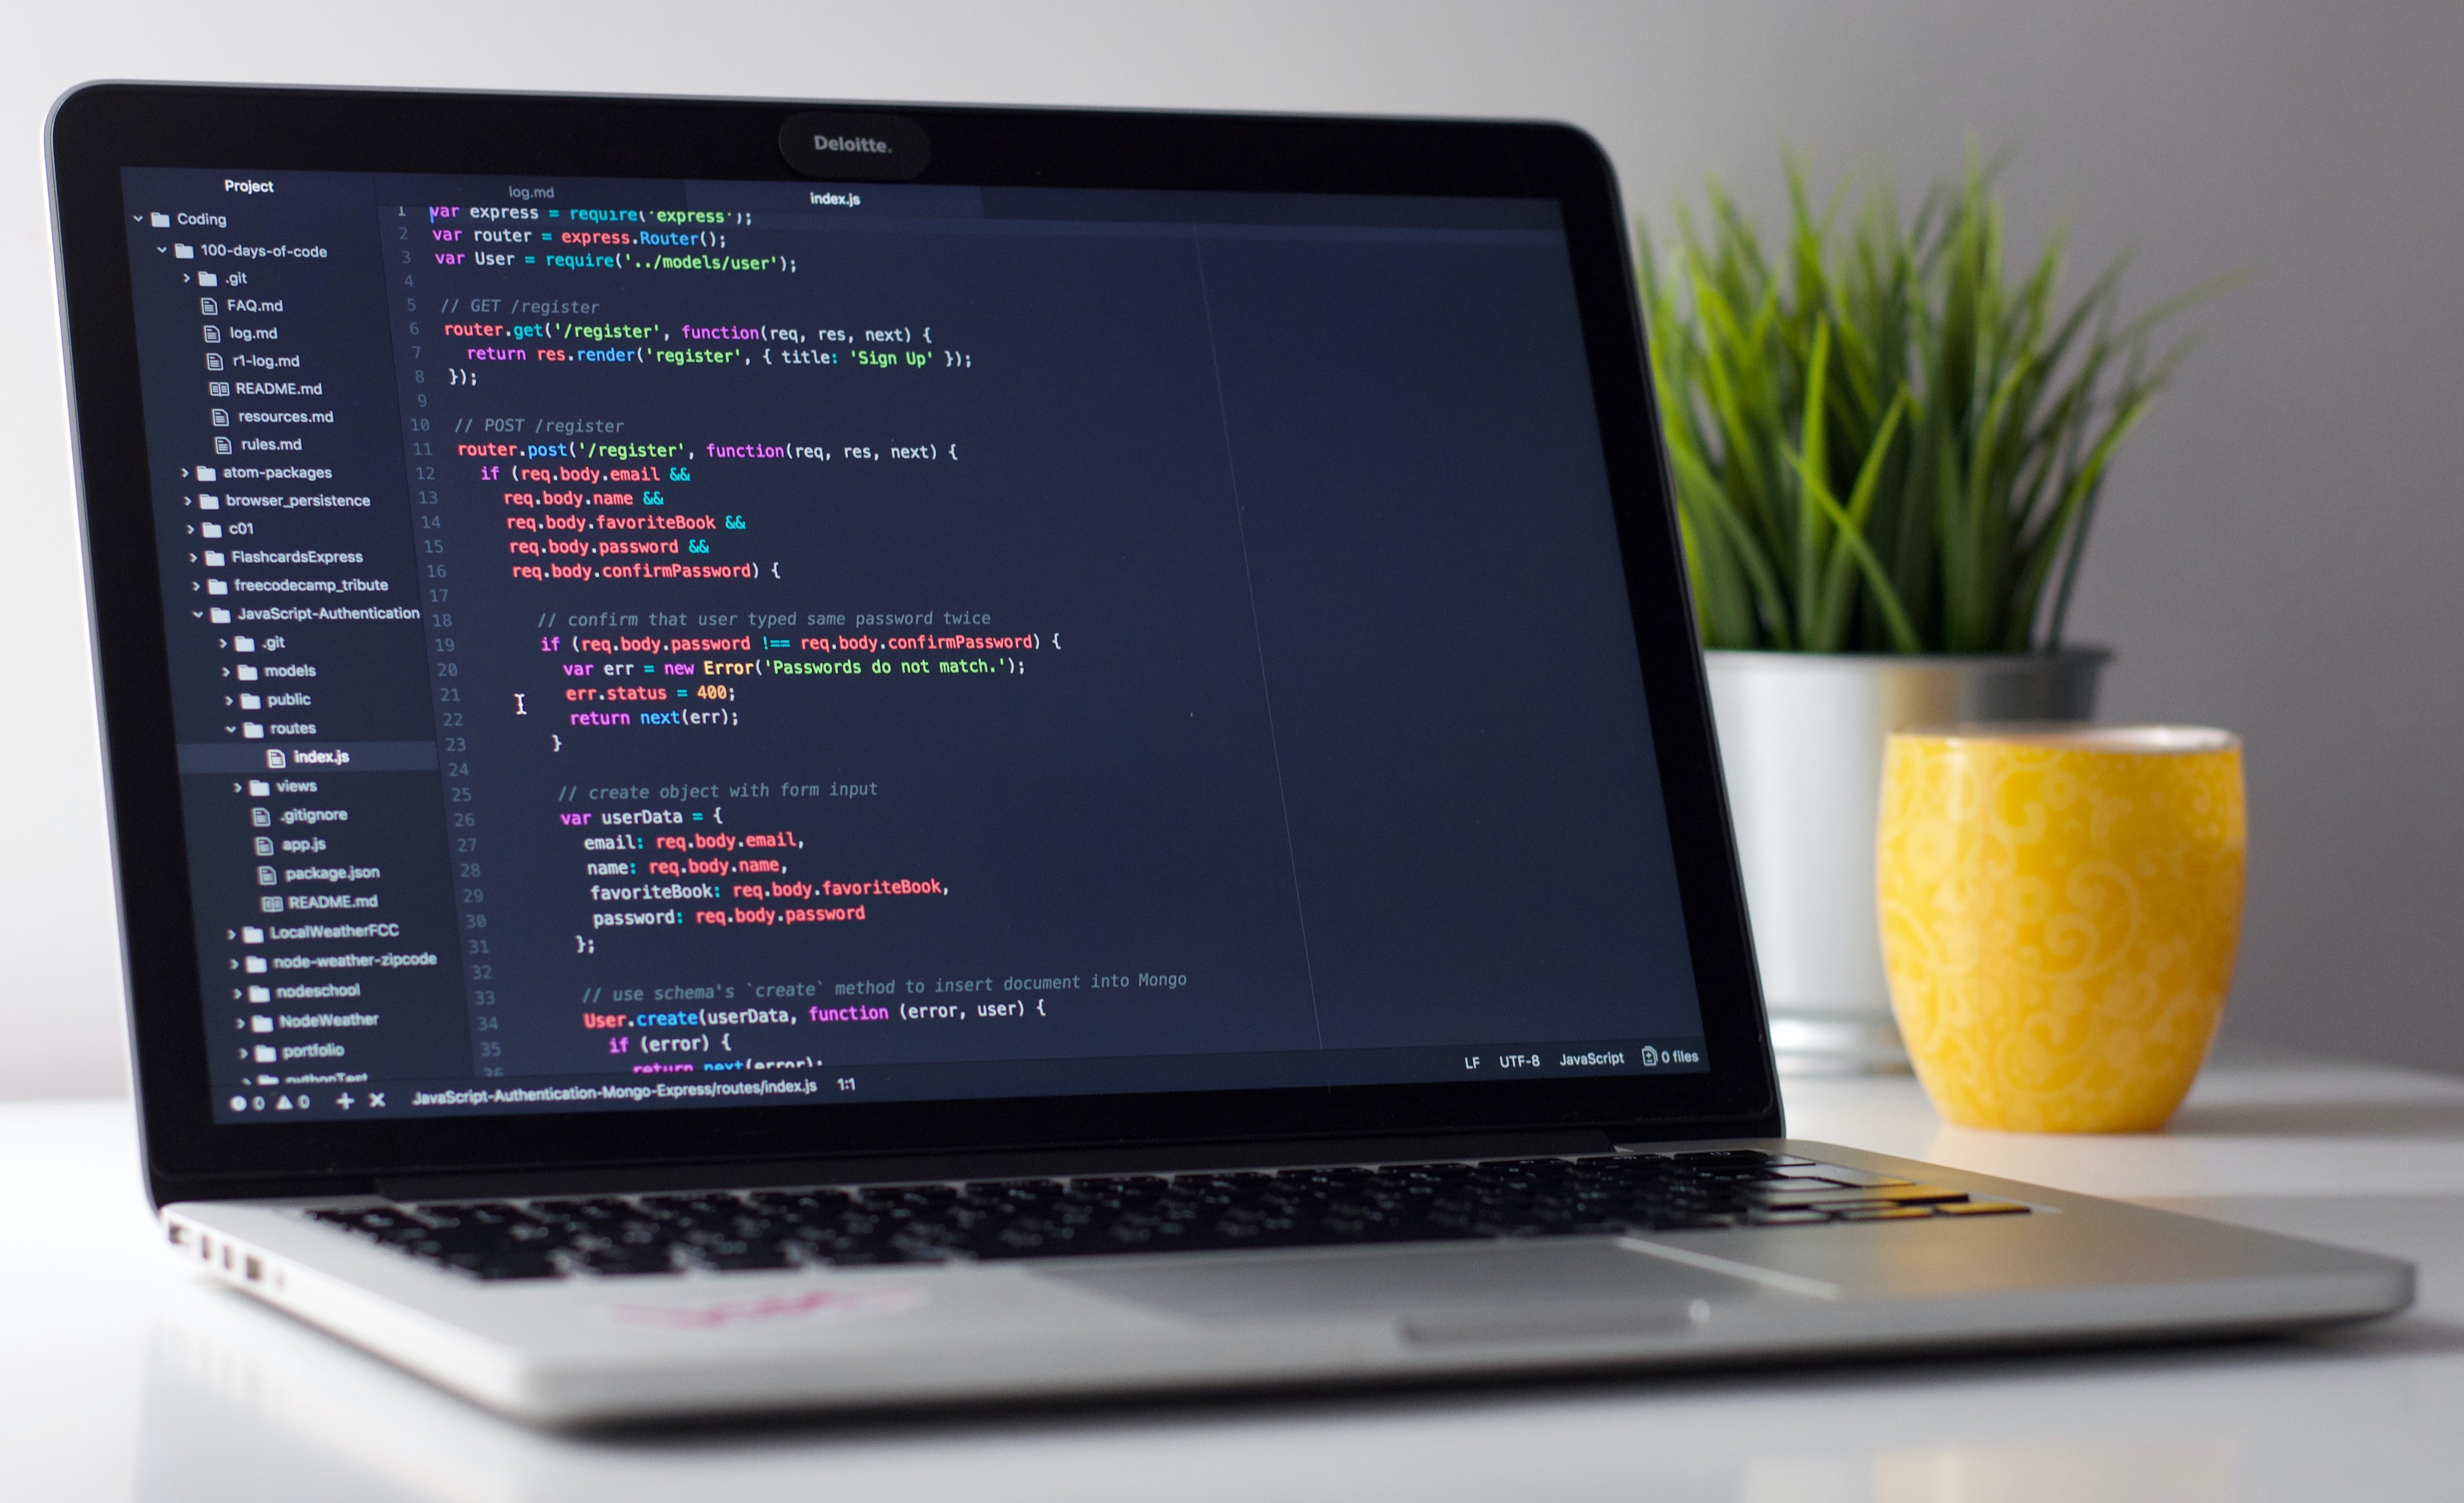 Deloitte.
Project
Coding
100-days-of-code
.git
FAQ.md
log.md
r1-log.md
README.md
resources.md
rules.md
atom-packages
browser_persistence
c01
FlashcardsExpress
freecodecamp_tribute
JavaScript-Authentication
.git
models
public
routes
index.js
views
.gitignore
app.js
package.json
README.md
LocalWeatherFCC
node-weather-zipcode
nodeschool
NodeWeather
portfolio
pythonTest
log.md index.js
1 var express = require('express');
2 var router = express.Router();
3 var User = require('../models/user');
4
5 // GET /register
6 router.get('/register', function(req, res, next) {
7 return res.render('register', { title: 'Sign Up' });
8 });
9
10 // POST /register
11 router.post('/register', function(req, res, next) {
12 if (req.body.email &&
13 req.body.name &&
14 req.body.favoriteBook &&
15 req.body.password &&
16 req.body.confirmPassword) {
17
18 // confirm that user typed same password twice
19 if (req.body.password !== req.body.confirmPassword) {
20 var err = new Error('Passwords do not match.');
21 err.status = 400;
22 return next(err);
23 }
24
25 // create object with form input
26 var userData = {
27 email: req.body.email,
28 name: req.body.name,
29 favoriteBook: req.body.favoriteBook,
30 password: req.body.password
31 };
32
33 // use schema's `create` method to insert document into Mongo
34 User.create(userData, function (error, user) {
35 if (error) {
36 return next(error);
0 0 JavaScript-Authentication-Mongo-Express/routes/index.js 1:1 LF UTF-8 JavaScript 0 files